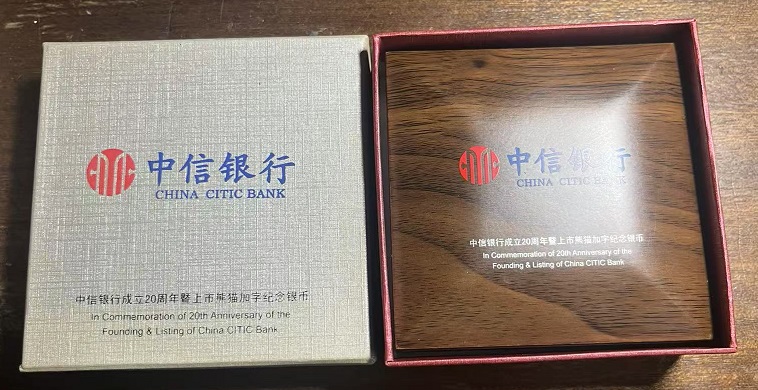 中信银行
CHINA CITIC BANK
中信银行成立20周年暨上市熊猫加字纪念银币
In Commemoration of 20th Anniversary of the
Founding & Listing of China CITIC Bank
中信银行
CHINA CITIC BANK
中信银行成立20周年暨上市熊猫加字纪念银币
In Commemoration of 20th Anniversary of the
Founding & Listing of China CITIC Bank